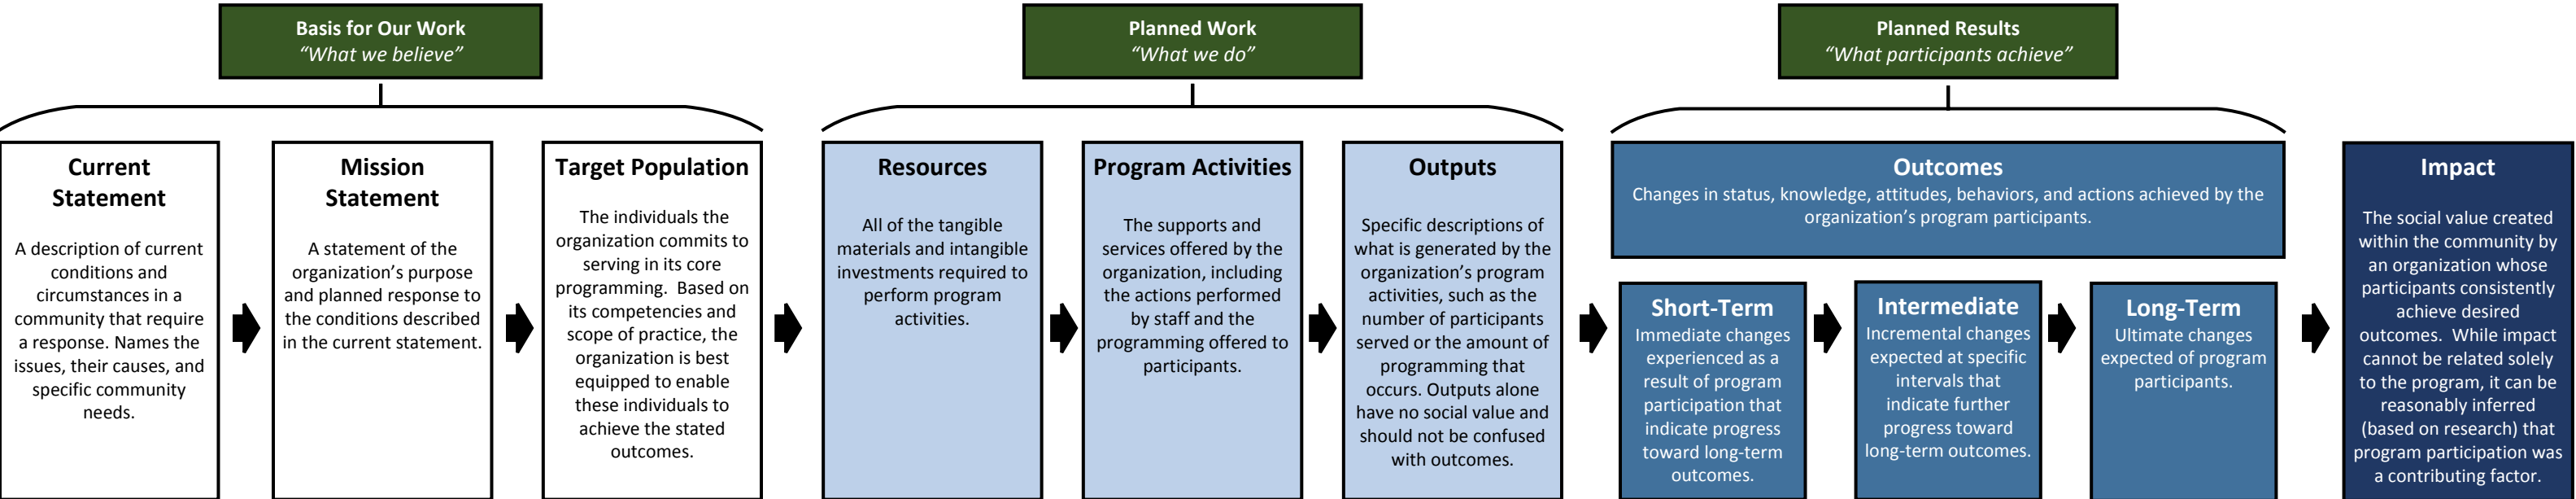 Basis for Our Work
“What we believe”
Planned Work
“What we do”
Planned Results
“What participants achieve”
Current
Statement
A description of current
conditions and
circumstances in a
community that require
a response. Names the
issues, their causes, and
specific community
needs.
Mission
Statement
A statement of the
organization’s purpose
and planned response to
the conditions described
in the current statement.
Target Population
The individuals the
organization commits to
serving in its core
programming.  Based on
its competencies and
scope of practice, the
organization is best
equipped to enable
these individuals to
achieve the stated
outcomes.
Resources
All of the tangible
materials and intangible
investments required to
perform program
activities.
Program Activities
The supports and
services offered by the
organization, including
the actions performed
by staff and the
programming offered to
participants.
Outputs
Specific descriptions of
what is generated by the
organization’s program
activities, such as the
number of participants
served or the amount of
programming that
occurs. Outputs alone
have no social value and
should not be confused
with outcomes.
Outcomes
Changes in status, knowledge, attitudes, behaviors, and actions achieved by the
organization’s program participants.
Short-Term
Immediate changes
experienced as a
result of program
participation that
indicate progress
toward long-term
outcomes.
Intermediate
Incremental changes
expected at specific
intervals that
indicate further
progress toward
long-term outcomes.
Long-Term
Ultimate changes
expected of program
participants.
Impact
The social value created
within the community by
an organization whose
participants consistently
achieve desired
outcomes.  While impact
cannot be related solely
to the program, it can be
reasonably inferred
(based on research) that
program participation was
a contributing factor.